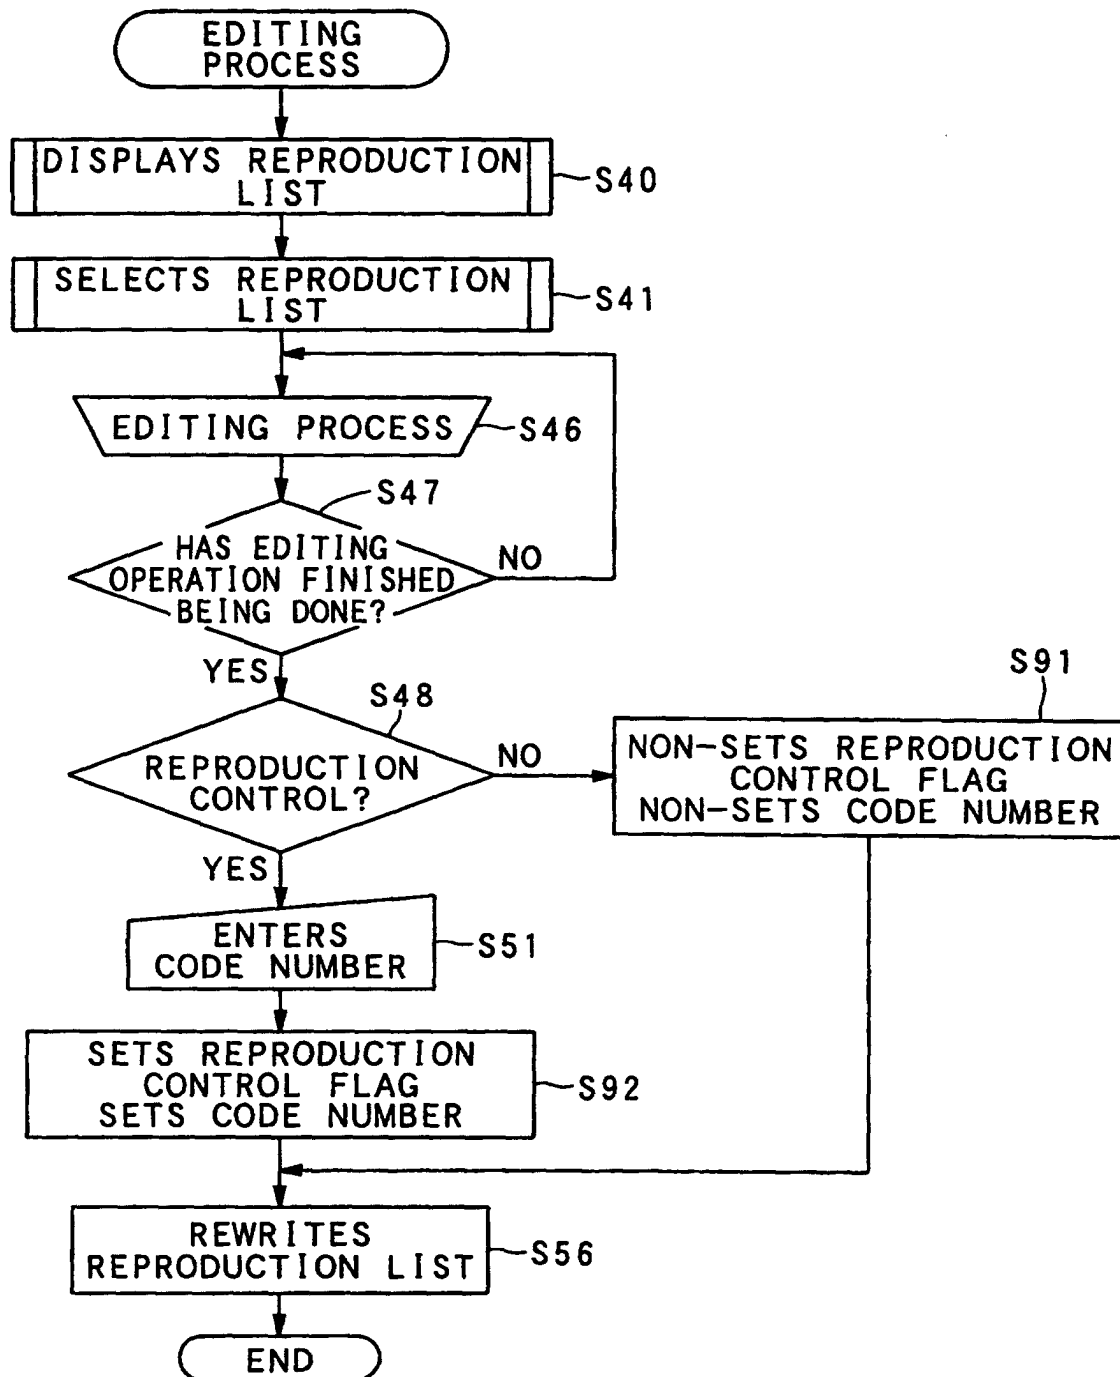 EDITING
PROCESS
DISPLAYS REPRODUCTION
LIST
S40
SELECTS REPRODUCTION
LIST
S41
EDITING PROCESS
S46
S47
HAS EDITING
OPERATION FINISHED
BEING DONE?
NO
YES
S48
REPRODUCTION
CONTROL?
NO
S91
NON-SETS REPRODUCTION
CONTROL FLAG
NON-SETS CODE NUMBER
YES
ENTERS
CODE NUMBER
S51
SETS REPRODUCTION
CONTROL FLAG
SETS CODE NUMBER
S92
REWRITES
REPRODUCTION LIST
S56
END